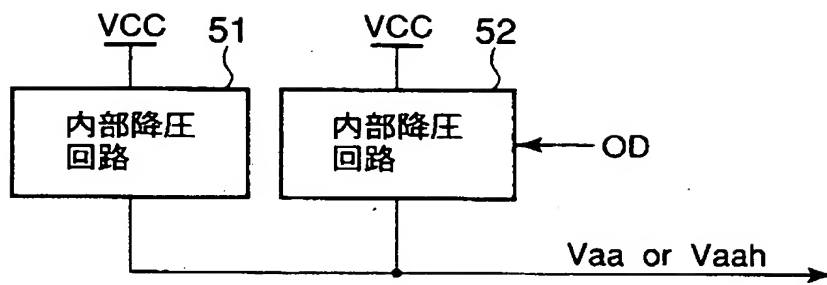 VCC 51 VCC 52
内部降圧
回路
内部降圧
回路
OD
Vaa or Vaah